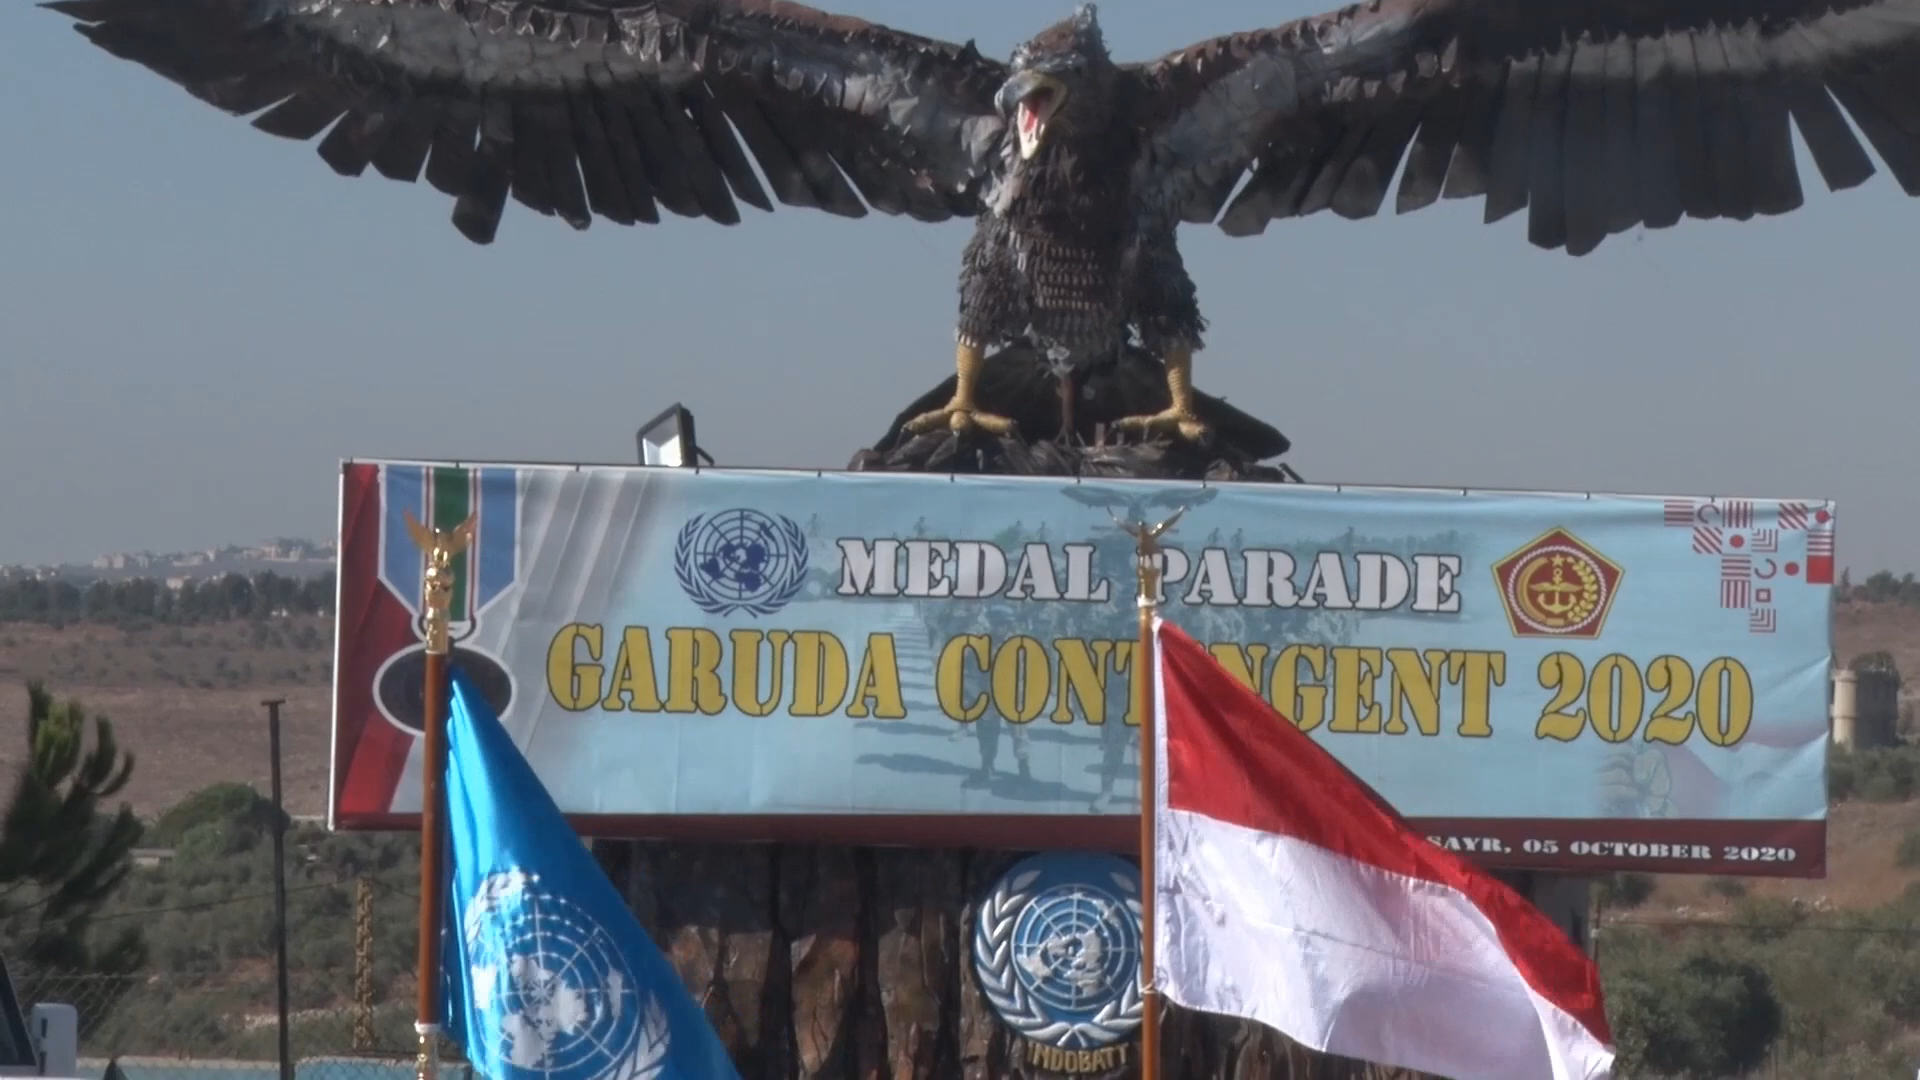 MEDAL PARADE
GARUDA CONTINGENT 2020
SAYR, 05 OCTOBER 2020
INDOBATT